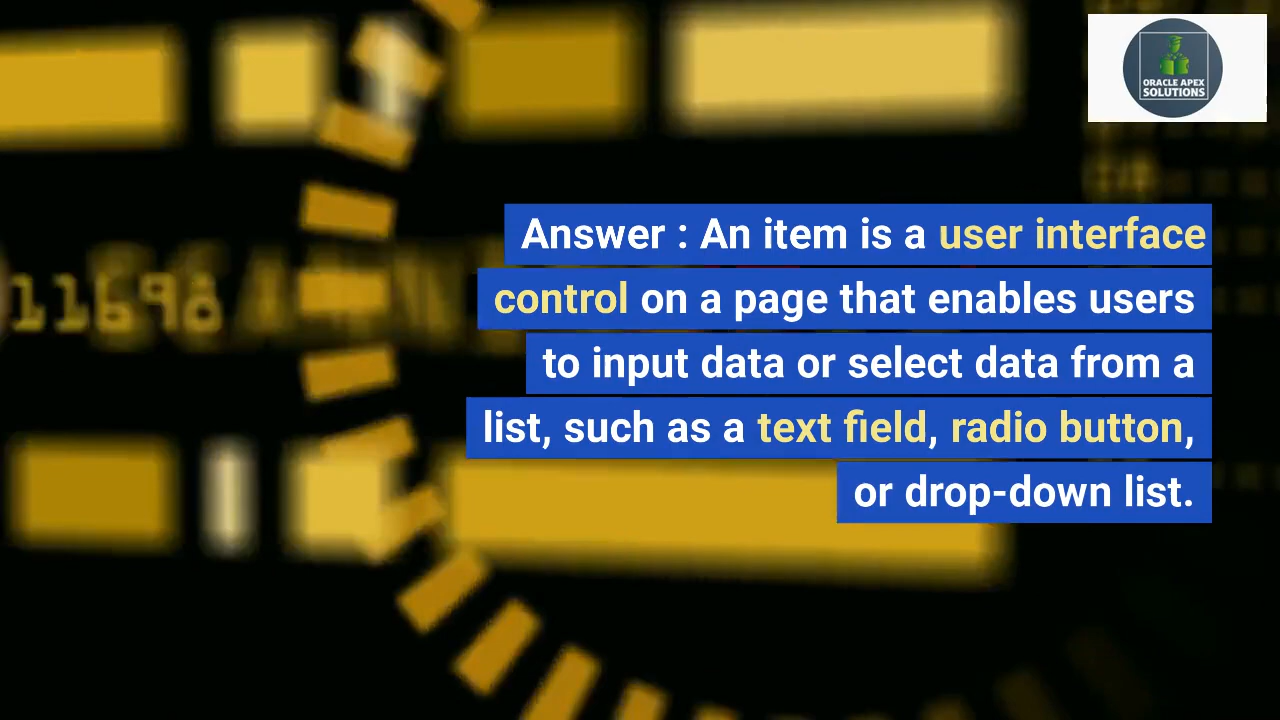 ORACLE APEX
SOLUTIONS
Answer : An item is a user interface
control on a page that enables users
to input data or select data from a
list, such as a text field, radio button,
or drop-down list.
11698